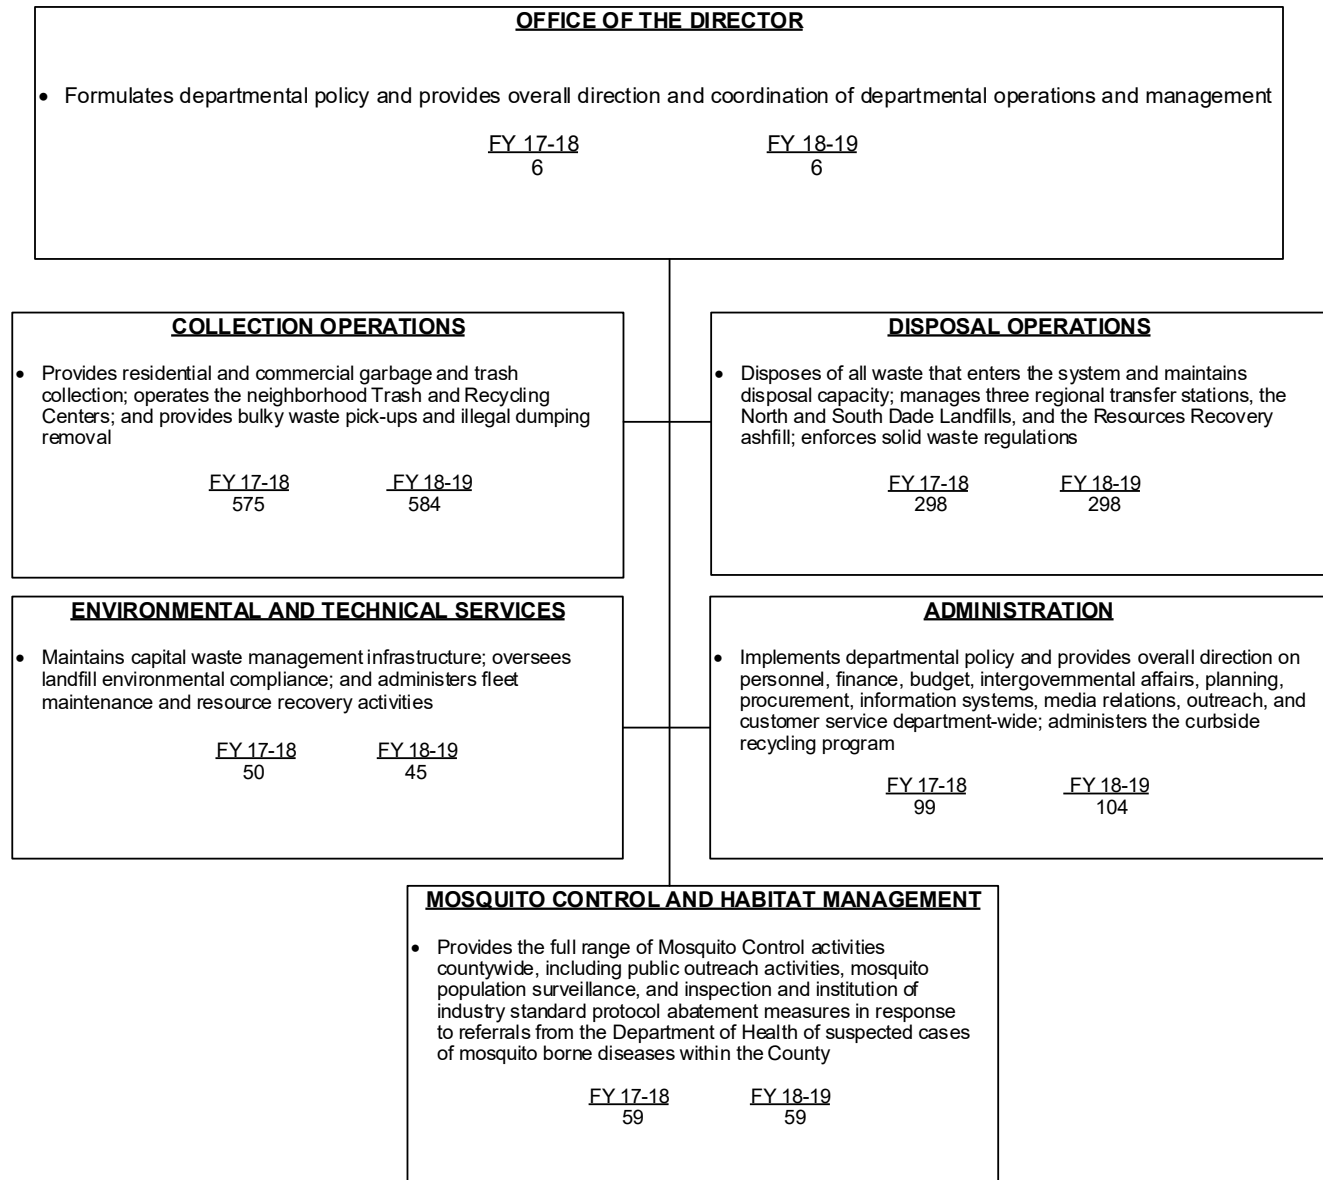 OFFICE OF THE DIRECTOR
• Formulates departmental policy and provides overall direction and coordination of departmental operations and management
FY 17-18 FY 18-19
6 6
COLLECTION OPERATIONS
• Provides residential and commercial garbage and trash
collection; operates the neighborhood Trash and Recycling
Centers; and provides bulky waste pick-ups and illegal dumping
removal
FY 17-18 FY 18-19
575 584
DISPOSAL OPERATIONS
• Disposes of all waste that enters the system and maintains
disposal capacity; manages three regional transfer stations, the
North and South Dade Landfills, and the Resources Recovery
ashfill; enforces solid waste regulations
FY 17-18 FY 18-19
298 298
ENVIRONMENTAL AND TECHNICAL SERVICES
• Maintains capital waste management infrastructure; oversees
landfill environmental compliance; and administers fleet
maintenance and resource recovery activities
FY 17-18 FY 18-19
50 45
ADMINISTRATION
• Implements departmental policy and provides overall direction on
personnel, finance, budget, intergovernmental affairs, planning,
procurement, information systems, media relations, outreach, and
customer service department-wide; administers the curbside
recycling program
FY 17-18 FY 18-19
99 104
MOSQUITO CONTROL AND HABITAT MANAGEMENT
• Provides the full range of Mosquito Control activities
countywide, including public outreach activities, mosquito
population surveillance, and inspection and institution of
industry standard protocol abatement measures in response
to referrals from the Department of Health of suspected cases
of mosquito borne diseases within the County
FY 17-18 FY 18-19
59 59